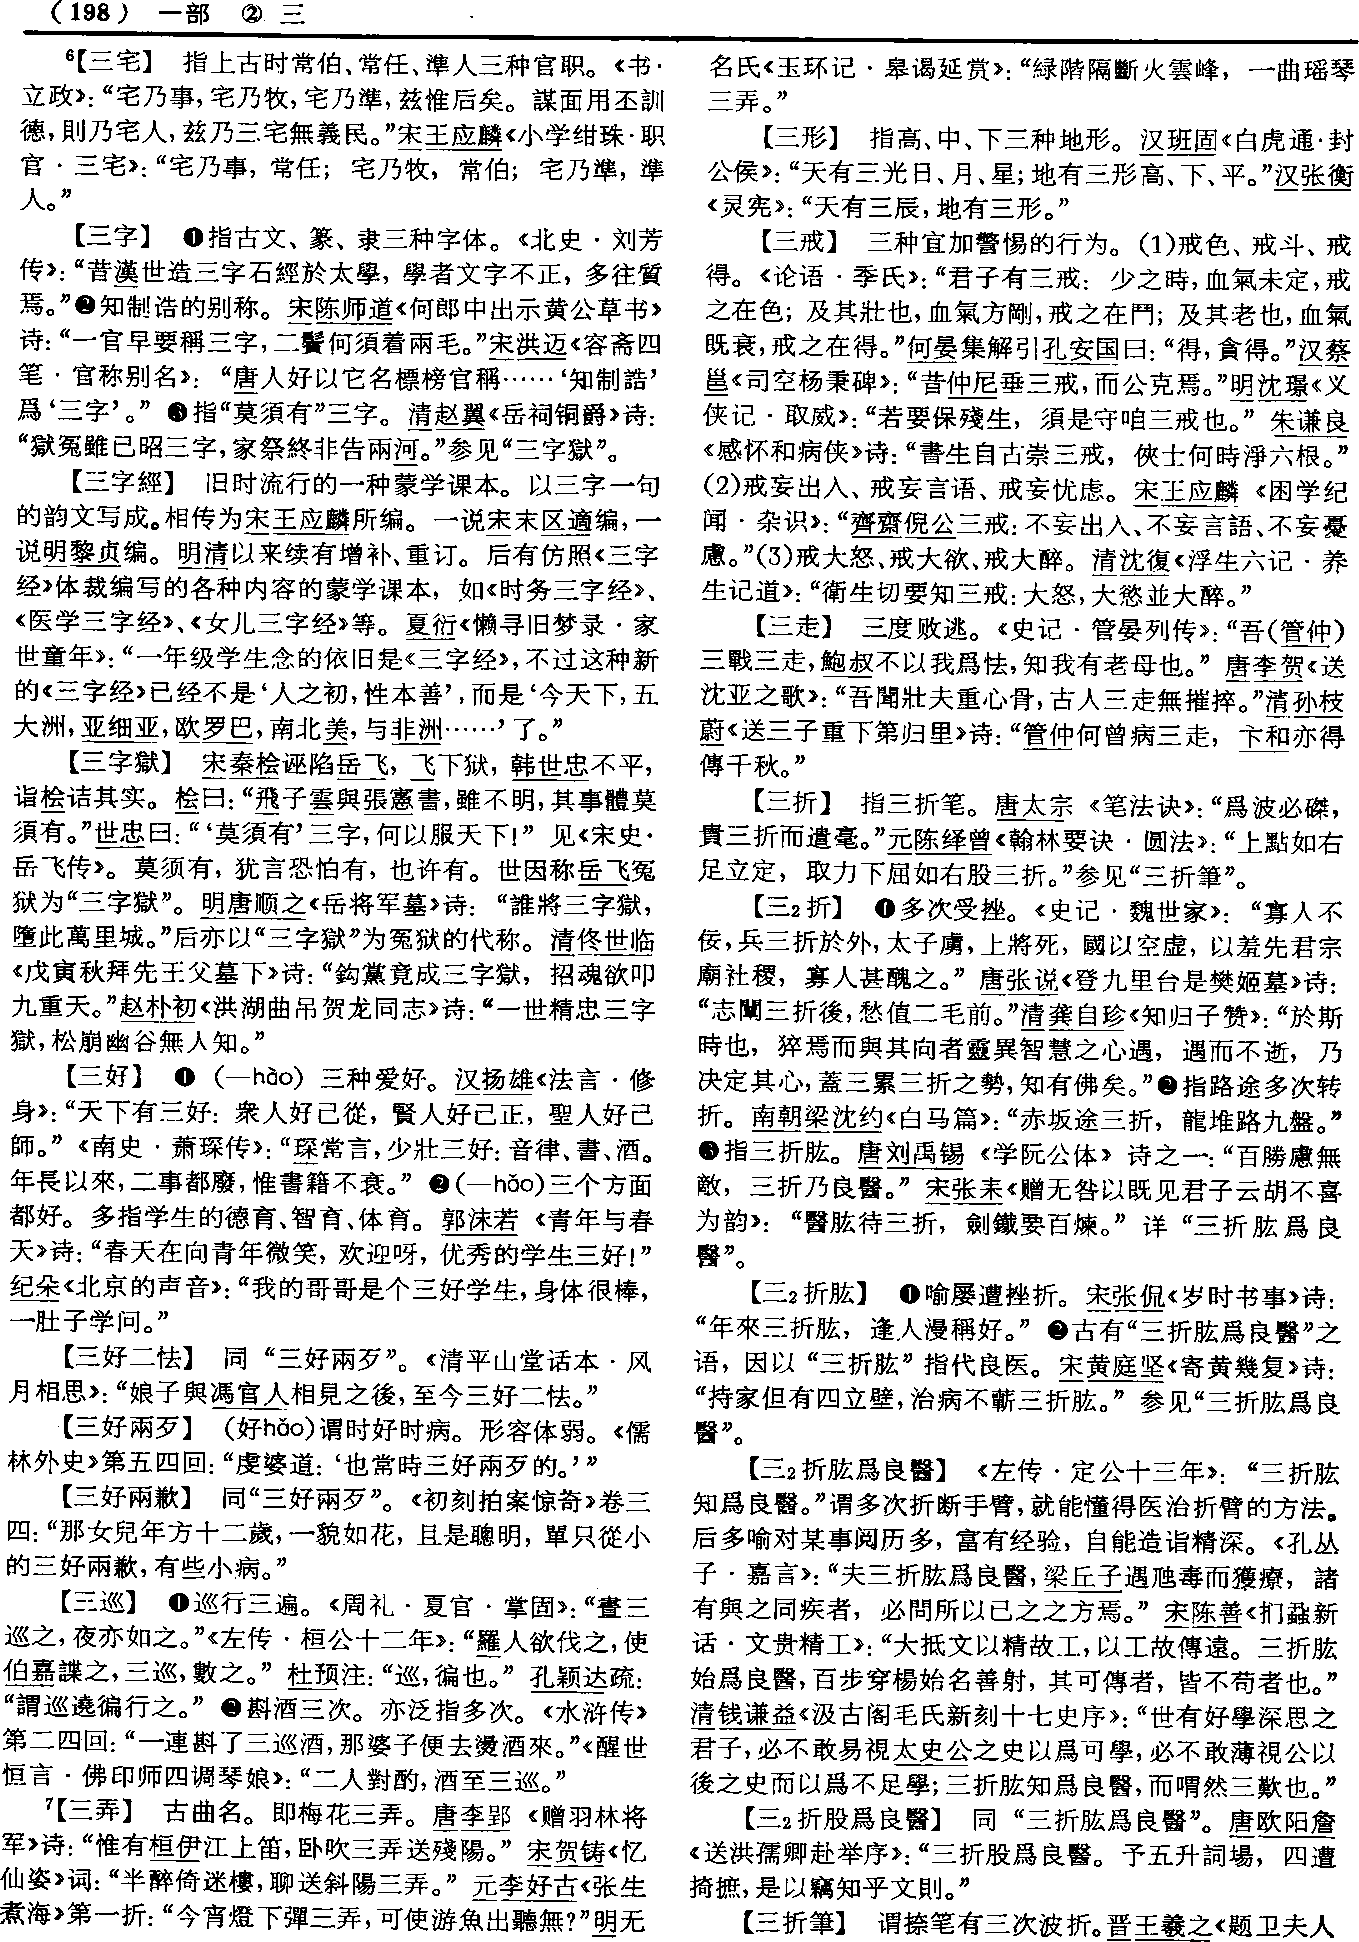 （198） 一部 ② 三
⁶【三宅】 指上古时常伯、常任、準人三种官职。《书·
立政》：“宅乃事，宅乃牧，宅乃準，兹惟后矣。謀面用丕訓
德，則乃宅人，兹乃三宅無義民。”宋王应麟《小学绀珠·职
官·三宅》：“宅乃事，常任；宅乃牧，常伯；宅乃準，準
人。”
【三字】 ❶指古文、篆、隶三种字体。《北史·刘芳
传》：“昔漢世造三字石經於太學，學者文字不正，多往質
焉。”❷知制诰的别称。宋陈师道《何郎中出示黄公草书》
诗：“一官早要稱三字，二鬢何須着兩毛。”宋洪迈《容斋四
笔·官称别名》：“唐人好以它名標榜官稱……‘知制誥’
爲‘三字’。” ❸指“莫須有”三字。清赵翼《岳祠铜爵》诗：
“獄冤雖已昭三字，家祭終非告兩河。”参见“三字獄”。
【三字經】 旧时流行的一种蒙学课本。以三字一句
的韵文写成。相传为宋王应麟所编。一说宋末区適编，一
说明黎贞编。明清以来续有增补、重订。后有仿照《三字
经》体裁编写的各种内容的蒙学课本，如《时务三字经》、
《医学三字经》、《女儿三字经》等。夏衍《懒寻旧梦录·家
世童年》：“一年级学生念的依旧是《三字经》，不过这种新
的《三字经》已经不是‘人之初，性本善’，而是‘今天下，五
大洲，亚细亚，欧罗巴，南北美，与非洲……’了。”
【三字獄】 宋秦桧诬陷岳飞，飞下狱，韩世忠不平，
诣桧诘其实。桧曰：“飛子雲與張憲書，雖不明，其事體莫
須有。”世忠曰：“‘莫須有’三字，何以服天下！”见《宋史·
岳飞传》。莫须有，犹言恐怕有，也许有。世因称岳飞冤
狱为“三字獄”。明唐顺之《岳将军墓》诗：“誰將三字獄，
墮此萬里城。”后亦以“三字獄”为冤狱的代称。清佟世临
《戊寅秋拜先王父墓下》诗：“鈎黨竟成三字獄，招魂欲叩
九重天。”赵朴初《洪湖曲吊贺龙同志》诗：“一世精忠三字
獄，松崩幽谷無人知。”
【三好】 ❶（—hào）三种爱好。汉扬雄《法言·修
身》：“天下有三好：衆人好己從，賢人好己正，聖人好己
師。”《南史·萧琛传》：“琛常言，少壯三好：音律、書、酒。
年長以來，二事都廢，惟書籍不衰。” ❷（—hǎo）三个方面
都好。多指学生的德育、智育、体育。郭沫若《青年与春
天》诗：“春天在向青年微笑，欢迎呀，优秀的学生三好！”
纪朵《北京的声音》：“我的哥哥是个三好学生，身体很棒，
一肚子学问。”
【三好二怯】 同“三好兩歹”。《清平山堂话本·风
月相思》：“娘子與馮官人相見之後，至今三好二怯。”
【三好兩歹】 （好hǎo）谓时好时病。形容体弱。《儒
林外史》第五四回：“虔婆道：‘也常時三好兩歹的。’”
【三好兩歉】 同“三好兩歹”。《初刻拍案惊奇》卷三
四：“那女兒年方十二歲，一貌如花，且是聰明，單只從小
的三好兩歉，有些小病。”
【三巡】 ❶巡行三遍。《周礼·夏官·掌固》：“晝三
巡之，夜亦如之。”《左传·桓公十二年》：“羅人欲伐之，使
伯嘉諜之，三巡，數之。”杜预注：“巡，徧也。”孔颖达疏：
“謂巡遶徧行之。” ❷斟酒三次。亦泛指多次。《水浒传》
第二四回：“一連斟了三巡酒，那婆子便去燙酒來。”《醒世
恒言·佛印师四调琴娘》：“二人對酌，酒至三巡。”
⁷【三弄】 古曲名。即梅花三弄。唐李郢《赠羽林将
军》诗：“惟有桓伊江上笛，卧吹三弄送殘陽。”宋贺铸《忆
仙姿》词：“半醉倚迷樓，聊送斜陽三弄。”元李好古《张生
煮海》第一折：“今宵燈下彈三弄，可使游魚出聽無？”明无
名氏《玉环记·皋谒延赏》：“緑階隔斷火雲峰，一曲瑶琴
三弄。”
【三形】 指高、中、下三种地形。汉班固《白虎通·封
公侯》：“天有三光日、月、星；地有三形高、下、平。”汉张衡
《灵宪》：“天有三辰，地有三形。”
【三戒】 三种宜加警惕的行为。(1)戒色、戒斗、戒
得。《论语·季氏》：“君子有三戒：少之時，血氣未定，戒
之在色；及其壯也，血氣方剛，戒之在鬥；及其老也，血氣
既衰，戒之在得。”何晏集解引孔安国曰：“得，貪得。”汉蔡
邕《司空杨秉碑》：“昔仲尼垂三戒，而公克焉。”明沈璟《义
侠记·取威》：“若要保殘生，須是守咱三戒也。”朱谦良
《感怀和病侠》诗：“書生自古崇三戒，俠士何時淨六根。”
(2)戒妄出入、戒妄言语、戒妄忧虑。宋王应麟《困学纪
闻·杂识》：“齊齋倪公三戒：不妄出入、不妄言語、不妄憂
慮。”(3)戒大怒、戒大欲、戒大醉。清沈復《浮生六记·养
生记道》：“衛生切要知三戒：大怒，大慾並大醉。”
【三走】 三度败逃。《史记·管晏列传》：“吾（管仲）
三戰三走，鮑叔不以我爲怯，知我有老母也。”唐李贺《送
沈亚之歌》：“吾聞壯夫重心骨，古人三走無摧捽。”清孙枝
蔚《送三子重下第归里》诗：“管仲何曾病三走，卞和亦得
傳千秋。”
【三折】 指三折笔。唐太宗《笔法诀》：“爲波必磔，
貴三折而遣毫。”元陈绎曾《翰林要诀·圆法》：“上點如右
足立定，取力下屈如右股三折。”参见“三折筆”。
【三₂折】 ❶多次受挫。《史记·魏世家》：“寡人不
佞，兵三折於外，太子虜，上將死，國以空虚，以羞先君宗
廟社稷，寡人甚醜之。”唐张说《登九里台是樊姬墓》诗：
“志闌三折後，愁值二毛前。”清龚自珍《知归子赞》：“於斯
時也，猝焉而與其向者靈異智慧之心遇，遇而不逝，乃
决定其心，蓋三累三折之勢，知有佛矣。”❷指路途多次转
折。南朝梁沈约《白马篇》：“赤坂途三折，龍堆路九盤。”
❸指三折肱。唐刘禹锡《学阮公体》诗之一：“百勝慮無
敵，三折乃良醫。”宋张耒《赠无咎以既见君子云胡不喜
为韵》：“醫肱待三折，劍鐵要百煉。”详“三折肱爲良
醫”。
【三₂折肱】 ❶喻屡遭挫折。宋张侃《岁时书事》诗：
“年來三折肱，逢人漫稱好。” ❷古有“三折肱爲良醫”之
语，因以“三折肱”指代良医。宋黄庭坚《寄黄幾复》诗：
“持家但有四立壁，治病不蘄三折肱。”参见“三折肱爲良
醫”。
【三₂折肱爲良醫】 《左传·定公十三年》：“三折肱
知爲良醫。”谓多次折断手臂，就能懂得医治折臂的方法。
后多喻对某事阅历多，富有经验，自能造诣精深。《孔丛
子·嘉言》：“夫三折肱爲良醫，梁丘子遇虺毒而獲療，諸
有與之同疾者，必問所以已之之方焉。”宋陈善《扪蝨新
话·文贵精工》：“大抵文以精故工，以工故傳遠。三折肱
始爲良醫，百步穿楊始名善射，其可傳者，皆不苟者也。”
清钱谦益《汲古阁毛氏新刻十七史序》：“世有好學深思之
君子，必不敢易視太史公之史以爲可學，必不敢薄視公以
後之史而以爲不足學；三折肱知爲良醫，而喟然三歎也。”
【三₂折股爲良醫】 同“三折肱爲良醫”。唐欧阳詹
《送洪孺卿赴举序》：“三折股爲良醫。予五升詞場，四遭
掎摭，是以竊知乎文則。”
【三折筆】 谓捺笔有三次波折。晋王羲之《题卫夫人